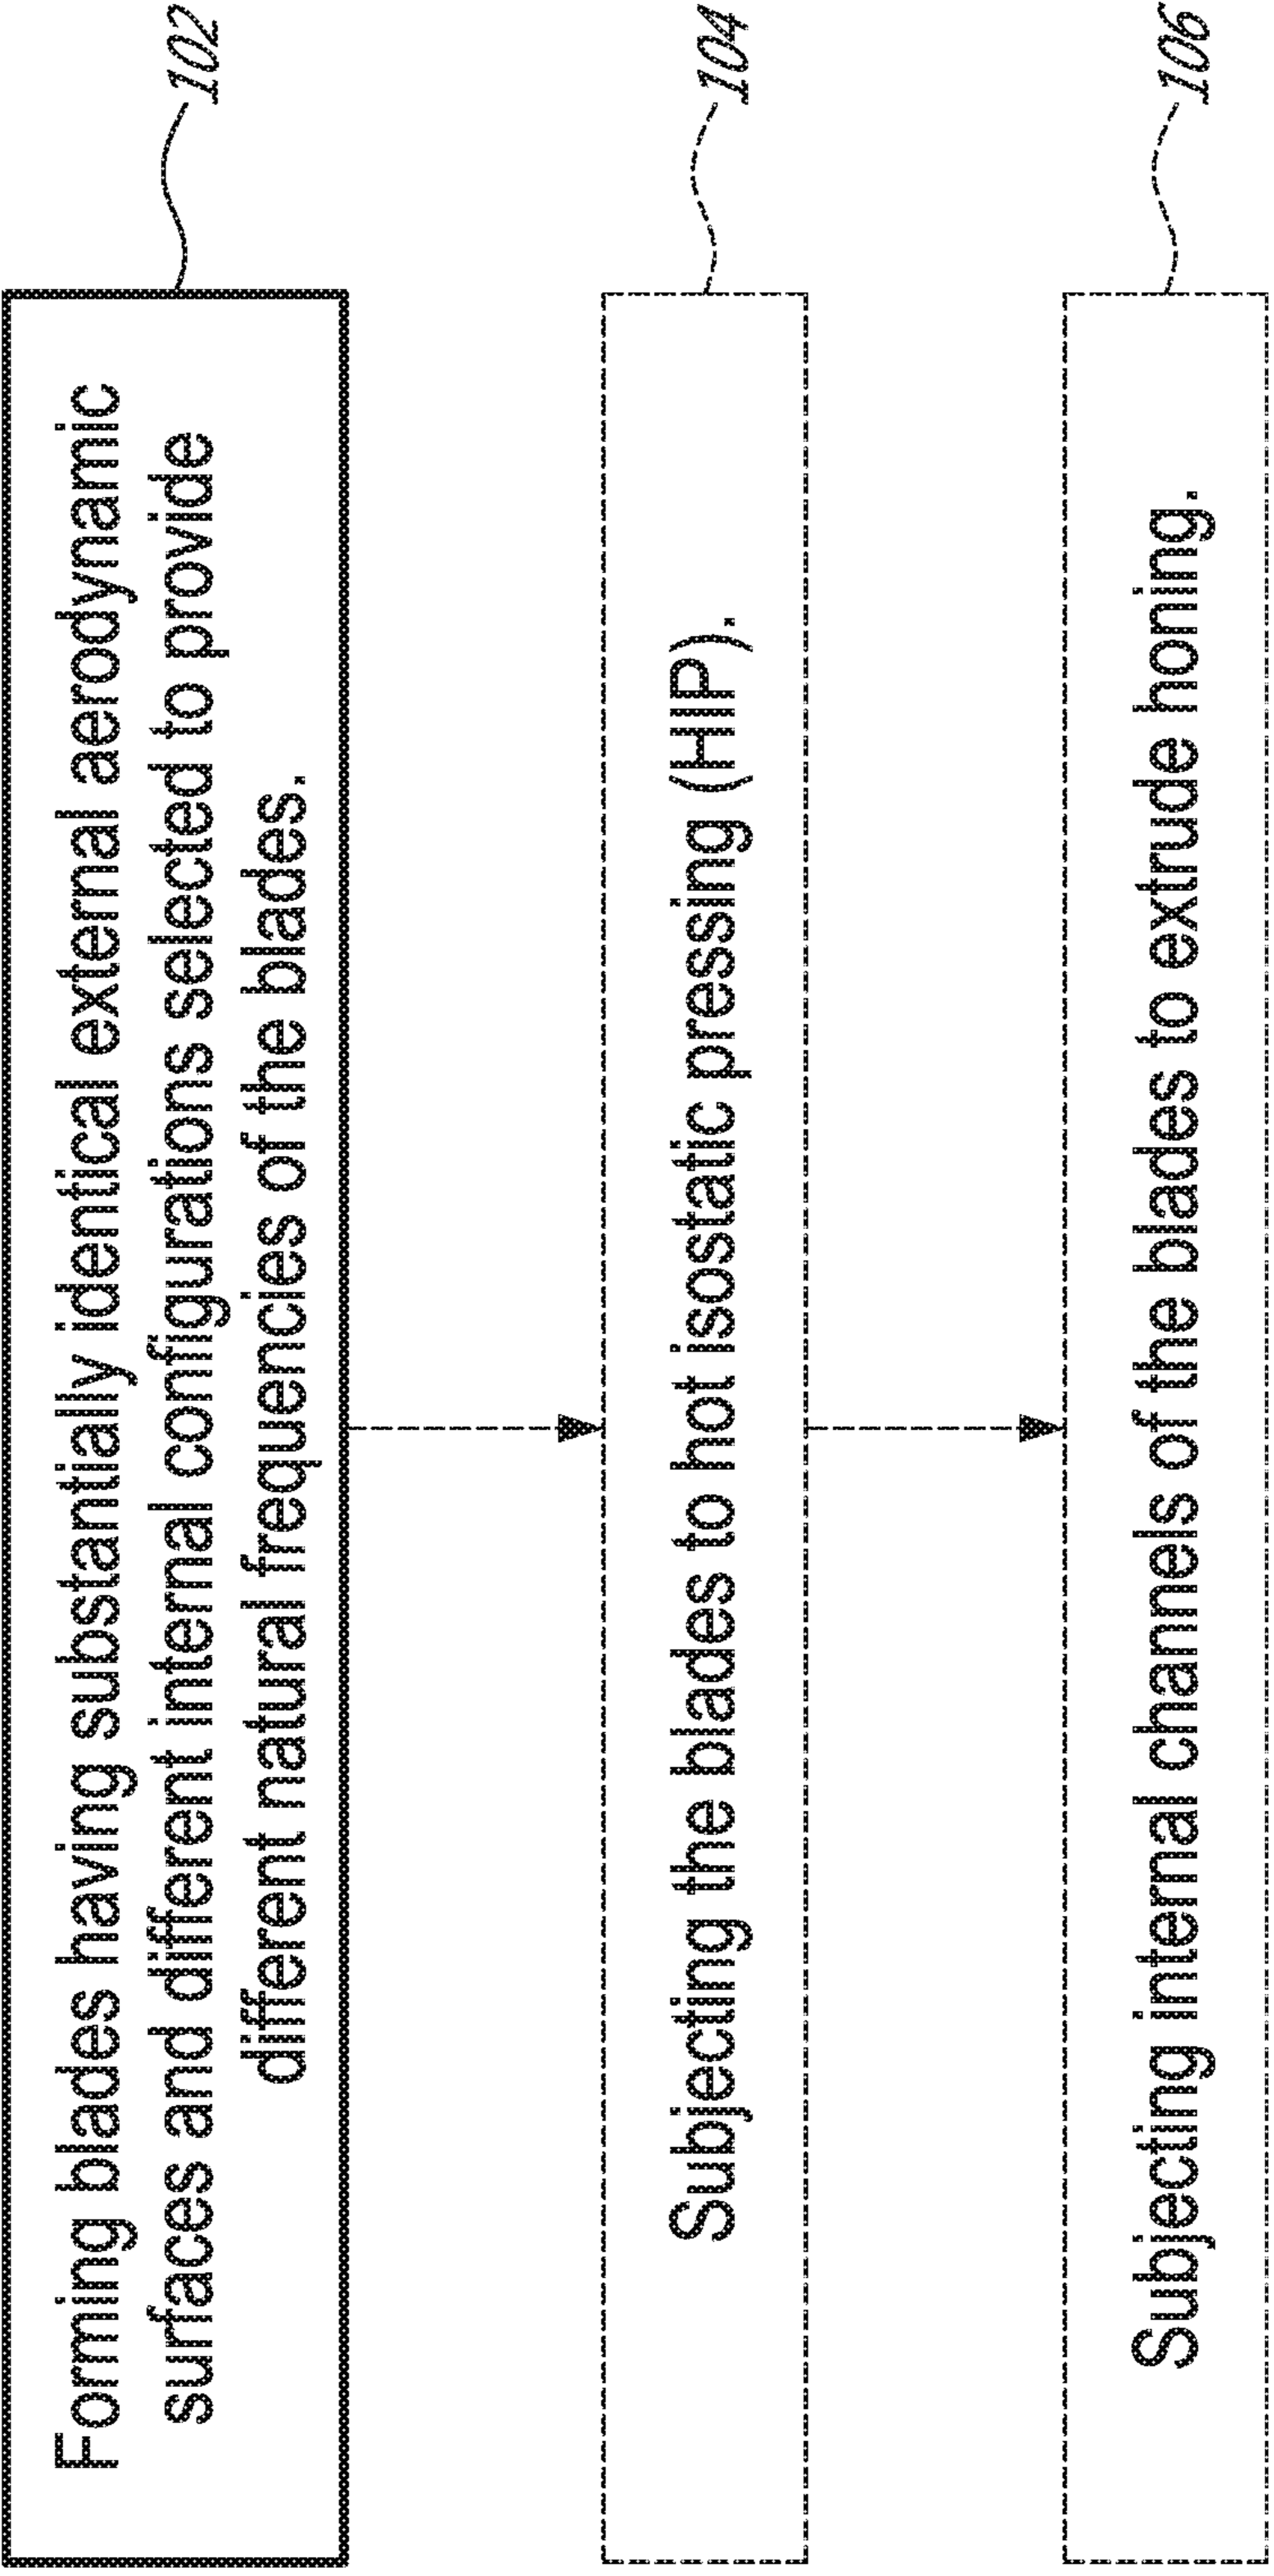 Forming blades having substantially identical external aerodynamic
surfaces and different internal configurations selected to provide
different natural frequencies of the blades.
102
Subjecting the blades to hot isostatic pressing (HIP).
104
Subjecting internal channels of the blades to extrude honing.
106